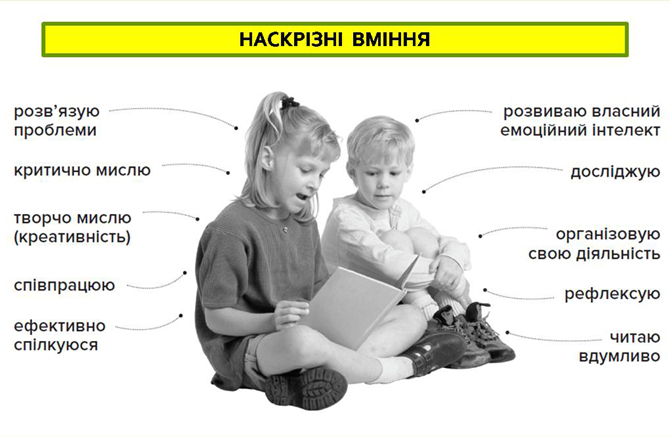 НАСКРІЗНІ ВМІННЯ
розв’язую
проблеми
критично мислю
творчо мислю
(креативність)
співпрацюю
ефективно
спілкуюся
розвиваю власний
емоційний інтелект
досліджую
організовую
свою діяльність
рефлексую
читаю
вдумливо